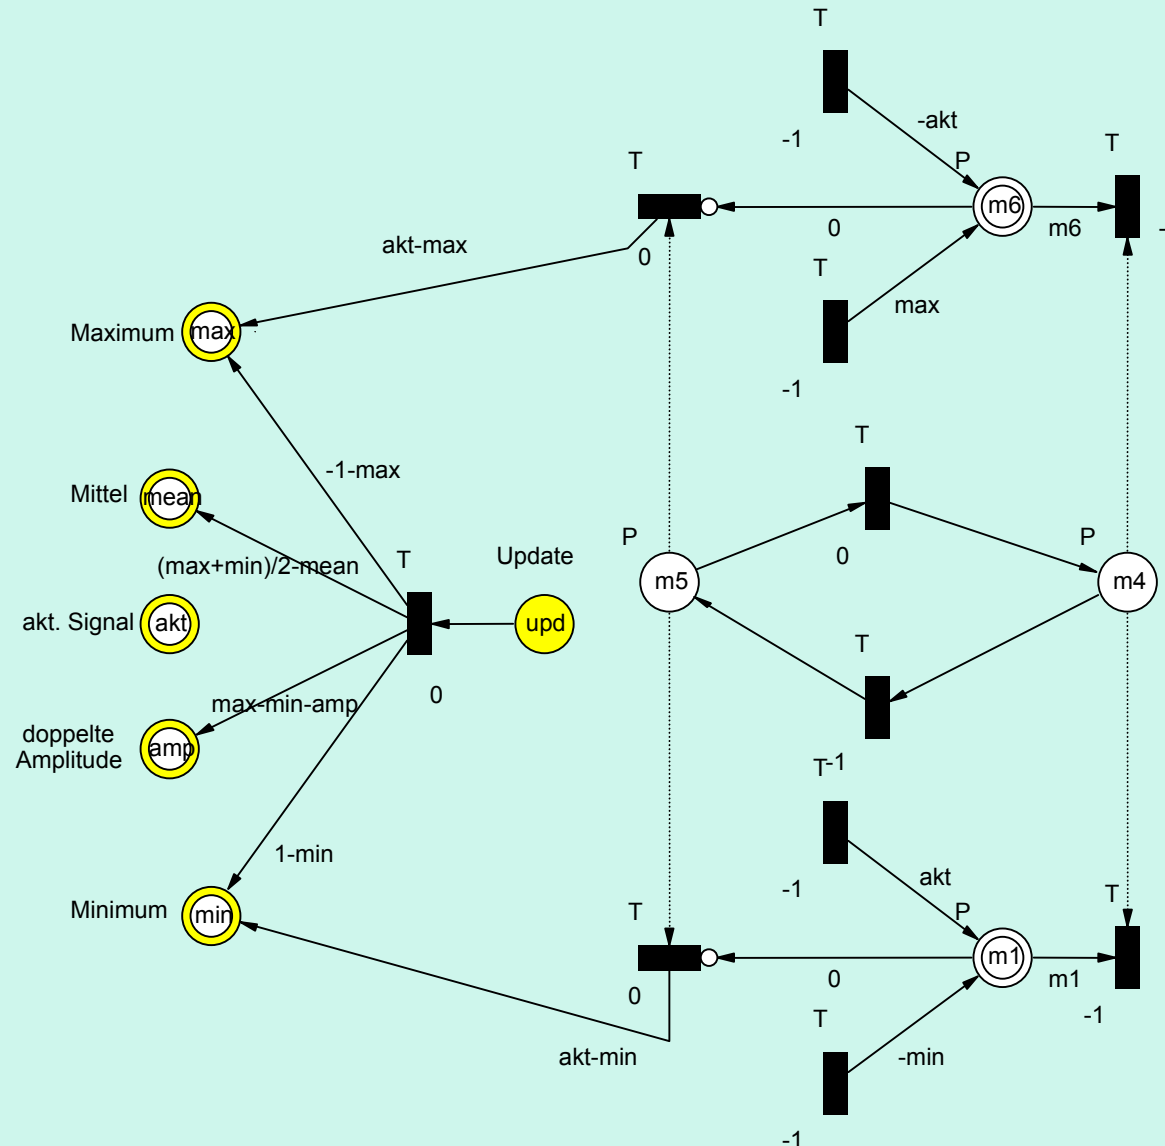 T
-akt
-1
T
P
T
m6
0
m6
-
akt-max
0
T
max
Maximum
max
-1
T
-1-max
Mittel
mean
P
0
P
(max+min)/2-mean
T
Update
m5
m4
akt. Signal
akt
upd
T
max-min-amp
0
doppelte
Amplitude
amp
T
-1
1-min
akt
-1
T
Minimum
min
T
P
m1
0
0
m1
-1
T
akt-min
-min
-1